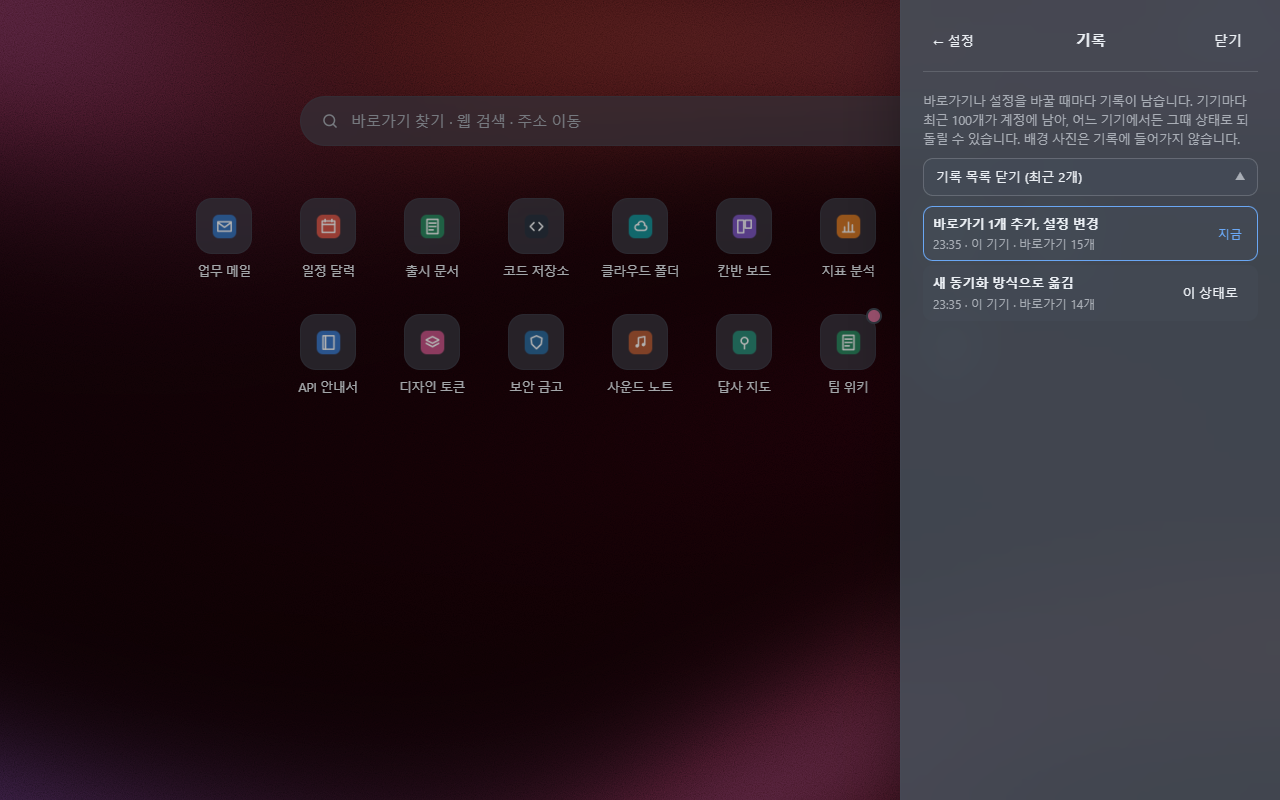 바로가기 찾기 · 웹 검색 · 주소 이동
업무 메일
일정 달력
출시 문서
코드 저장소
클라우드 폴더
칸반 보드
지표 분석
API 안내서
디자인 토큰
보안 금고
사운드 노트
답사 지도
팀 위키
← 설정
기록
닫기
바로가기나 설정을 바꿀 때마다 기록이 남습니다. 기기마다
최근 100개가 계정에 남아, 어느 기기에서든 그때 상태로 되
돌릴 수 있습니다. 배경 사진은 기록에 들어가지 않습니다.
기록 목록 닫기 (최근 2개)
바로가기 1개 추가, 설정 변경
23:35 · 이 기기 · 바로가기 15개
지금
새 동기화 방식으로 옮김
23:35 · 이 기기 · 바로가기 14개
이 상태로